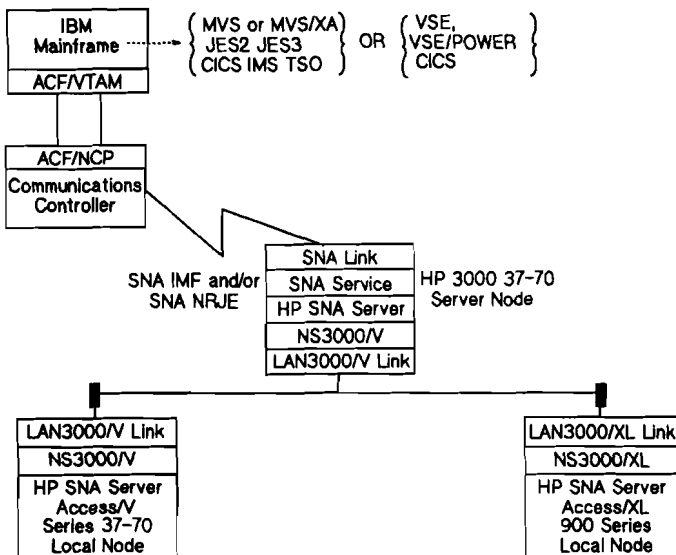 IBM
Mainframe
ACF/VTAM
MVS or MVS/XA
JES2 JES3
CICS IMS TSO
OR
VSE,
VSE/POWER
CICS
ACF/NCP
Communications
Controller
SNA IMF and/or
SNA NRJE
SNA Link
SNA Service
HP SNA Server
NS3000/V
LAN3000/V Link
HP 3000 37-70
Server Node
LAN3000/V Link
NS3000/V
HP SNA Server
Access/V
Series 37-70
Local Node
LAN3000/XL Link
NS3000/XL
HP SNA Server
Access/XL
900 Series
Local Node